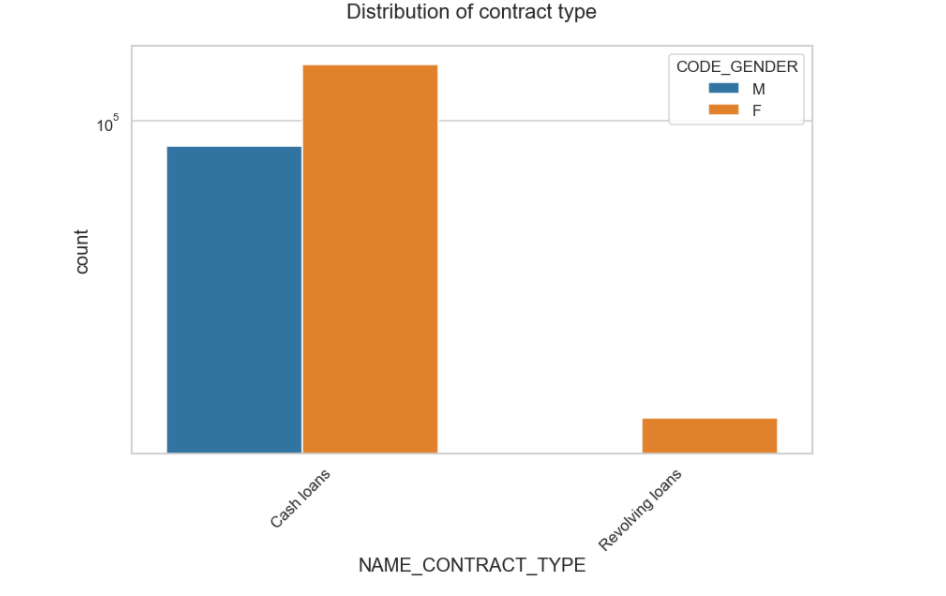 Distribution of contract type
CODE_GENDER
M
F
10^5
count
Cash loans
Revolving loans
NAME_CONTRACT_TYPE